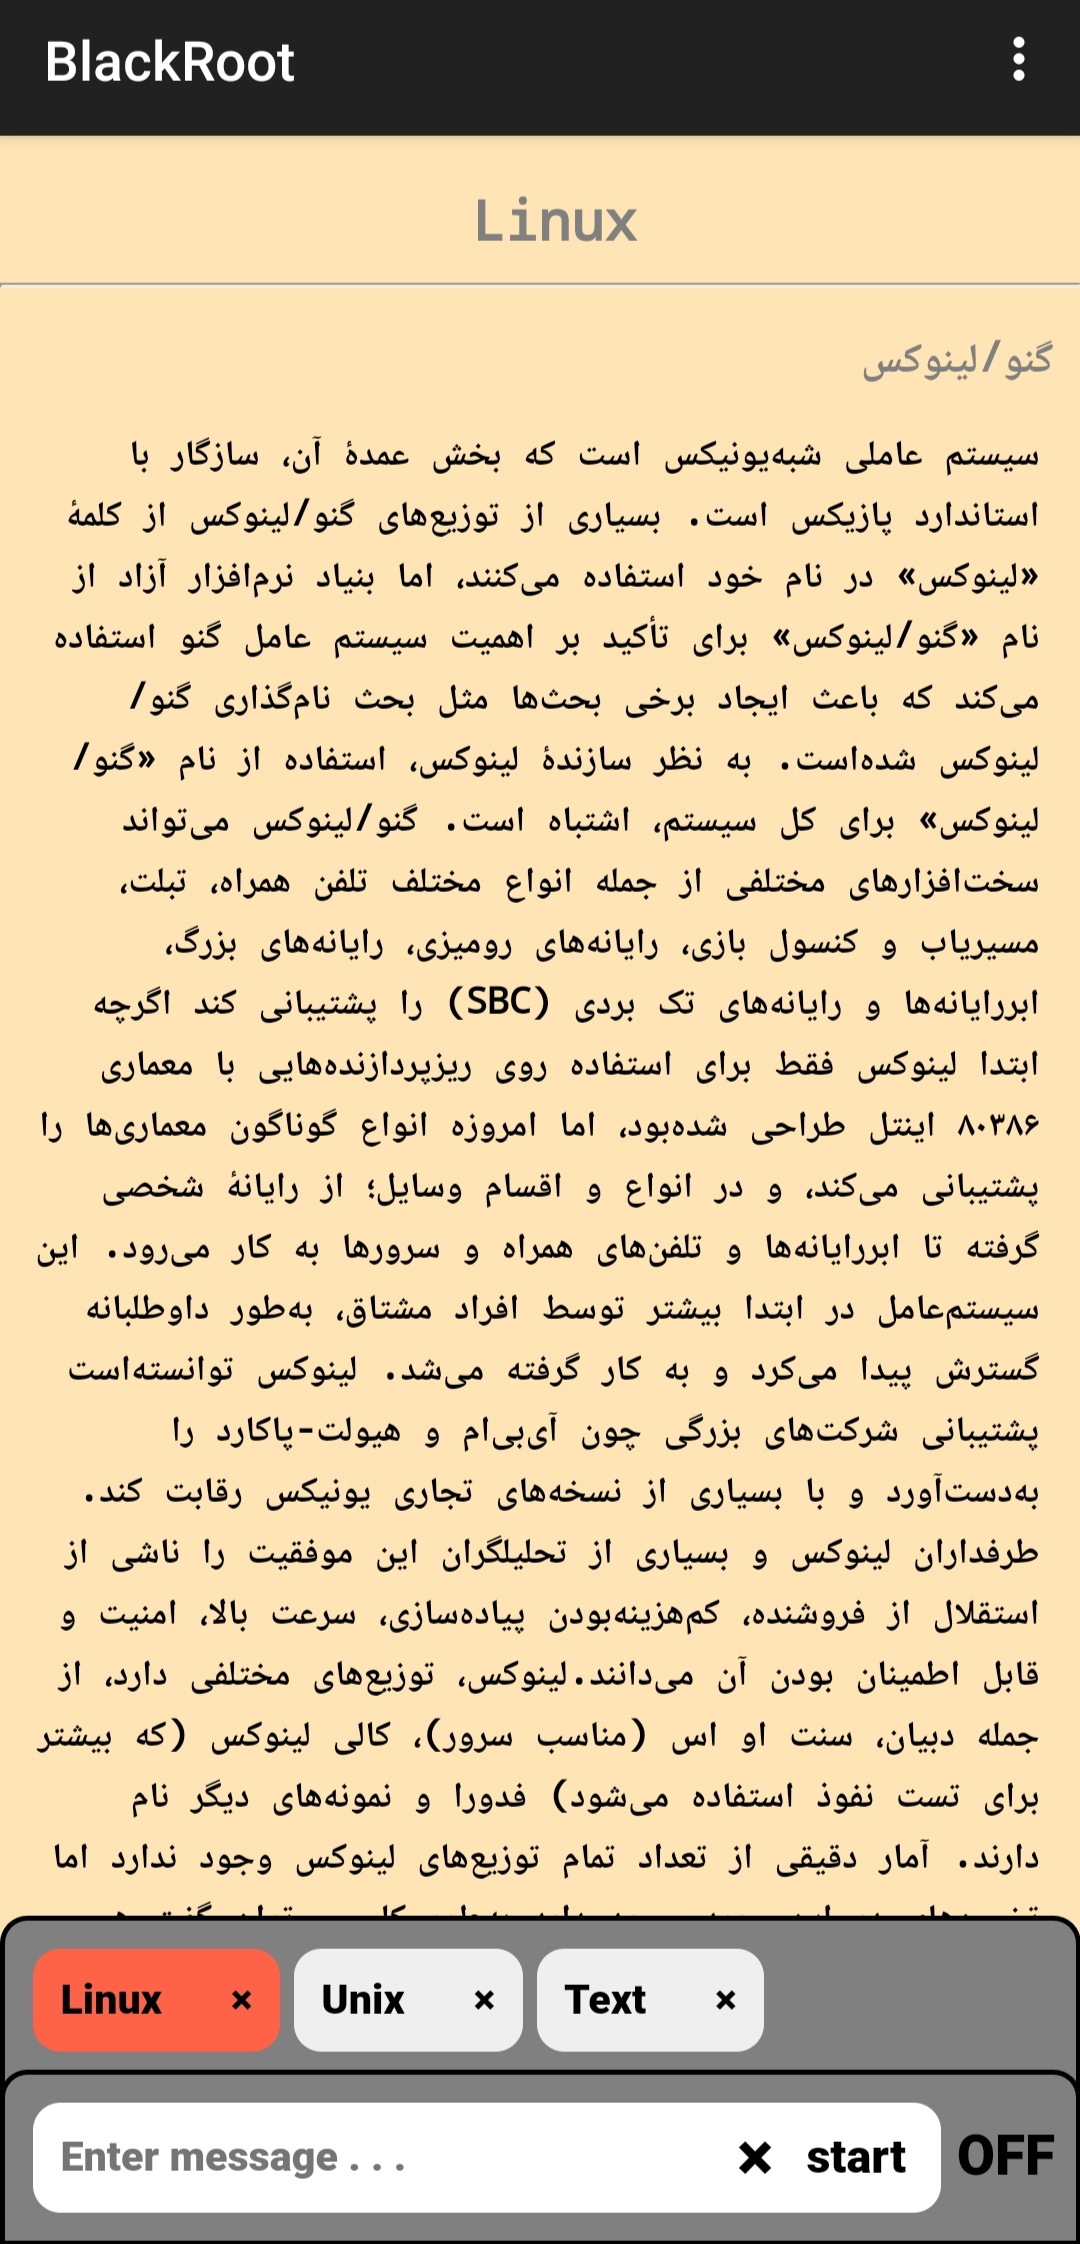 BlackRoot
Linux
گنو/لینوکس
سیستم عاملی شبه‌یونیکس است که بخش عمدهٔ آن، سازگار با
استاندارد پازیکس است. بسیاری از توزیع‌های گنو/لینوکس از کلمهٔ
«لینوکس» در نام خود استفاده می‌کنند، اما بنیاد نرم‌افزار آزاد از
نام «گنو/لینوکس» برای تأکید بر اهمیت سیستم عامل گنو استفاده
می‌کند که باعث ایجاد برخی بحث‌ها مثل بحث نام‌گذاری گنو/
لینوکس شده‌است. به نظر سازندهٔ لینوکس، استفاده از نام «گنو/
لینوکس» برای کل سیستم، اشتباه است. گنو/لینوکس می‌تواند
سخت‌افزارهای مختلفی از جمله انواع مختلف تلفن همراه، تبلت،
مسیریاب و کنسول بازی، رایانه‌های رومیزی، رایانه‌های بزرگ،
ابررایانه‌ها و رایانه‌های تک بردی (SBC) را پشتیبانی کند اگرچه
ابتدا لینوکس فقط برای استفاده روی ریزپردازنده‌هایی با معماری
۸۰۳۸۶ اینتل طراحی شده‌بود، اما امروزه انواع گوناگون معماری‌ها را
پشتیبانی می‌کند، و در انواع و اقسام وسایل؛ از رایانهٔ شخصی
گرفته تا ابررایانه‌ها و تلفن‌های همراه و سرورها به کار می‌رود. این
سیستم‌عامل در ابتدا بیشتر توسط افراد مشتاق، به‌طور داوطلبانه
گسترش پیدا می‌کرد و به کار گرفته می‌شد. لینوکس توانسته‌است
پشتیبانی شرکت‌های بزرگی چون آی‌بی‌ام و هیولت-پاکارد را
به‌دست‌آورد و با بسیاری از نسخه‌های تجاری یونیکس رقابت کند.
طرفداران لینوکس و بسیاری از تحلیلگران این موفقیت را ناشی از
استقلال از فروشنده، کم‌هزینه‌بودن پیاده‌سازی، سرعت بالا، امنیت و
قابل اطمینان بودن آن می‌دانند.لینوکس، توزیع‌های مختلفی دارد، از
جمله دبیان، سنت او اس (مناسب سرور)، کالی لینوکس (که بیشتر
برای تست نفوذ استفاده می‌شود) فدورا و نمونه‌های دیگر نام
دارند. آمار دقیقی از تعداد تمام توزیع‌های لینوکس وجود ندارد اما
Linux × Unix × Text ×
Enter message . . . × start OFF